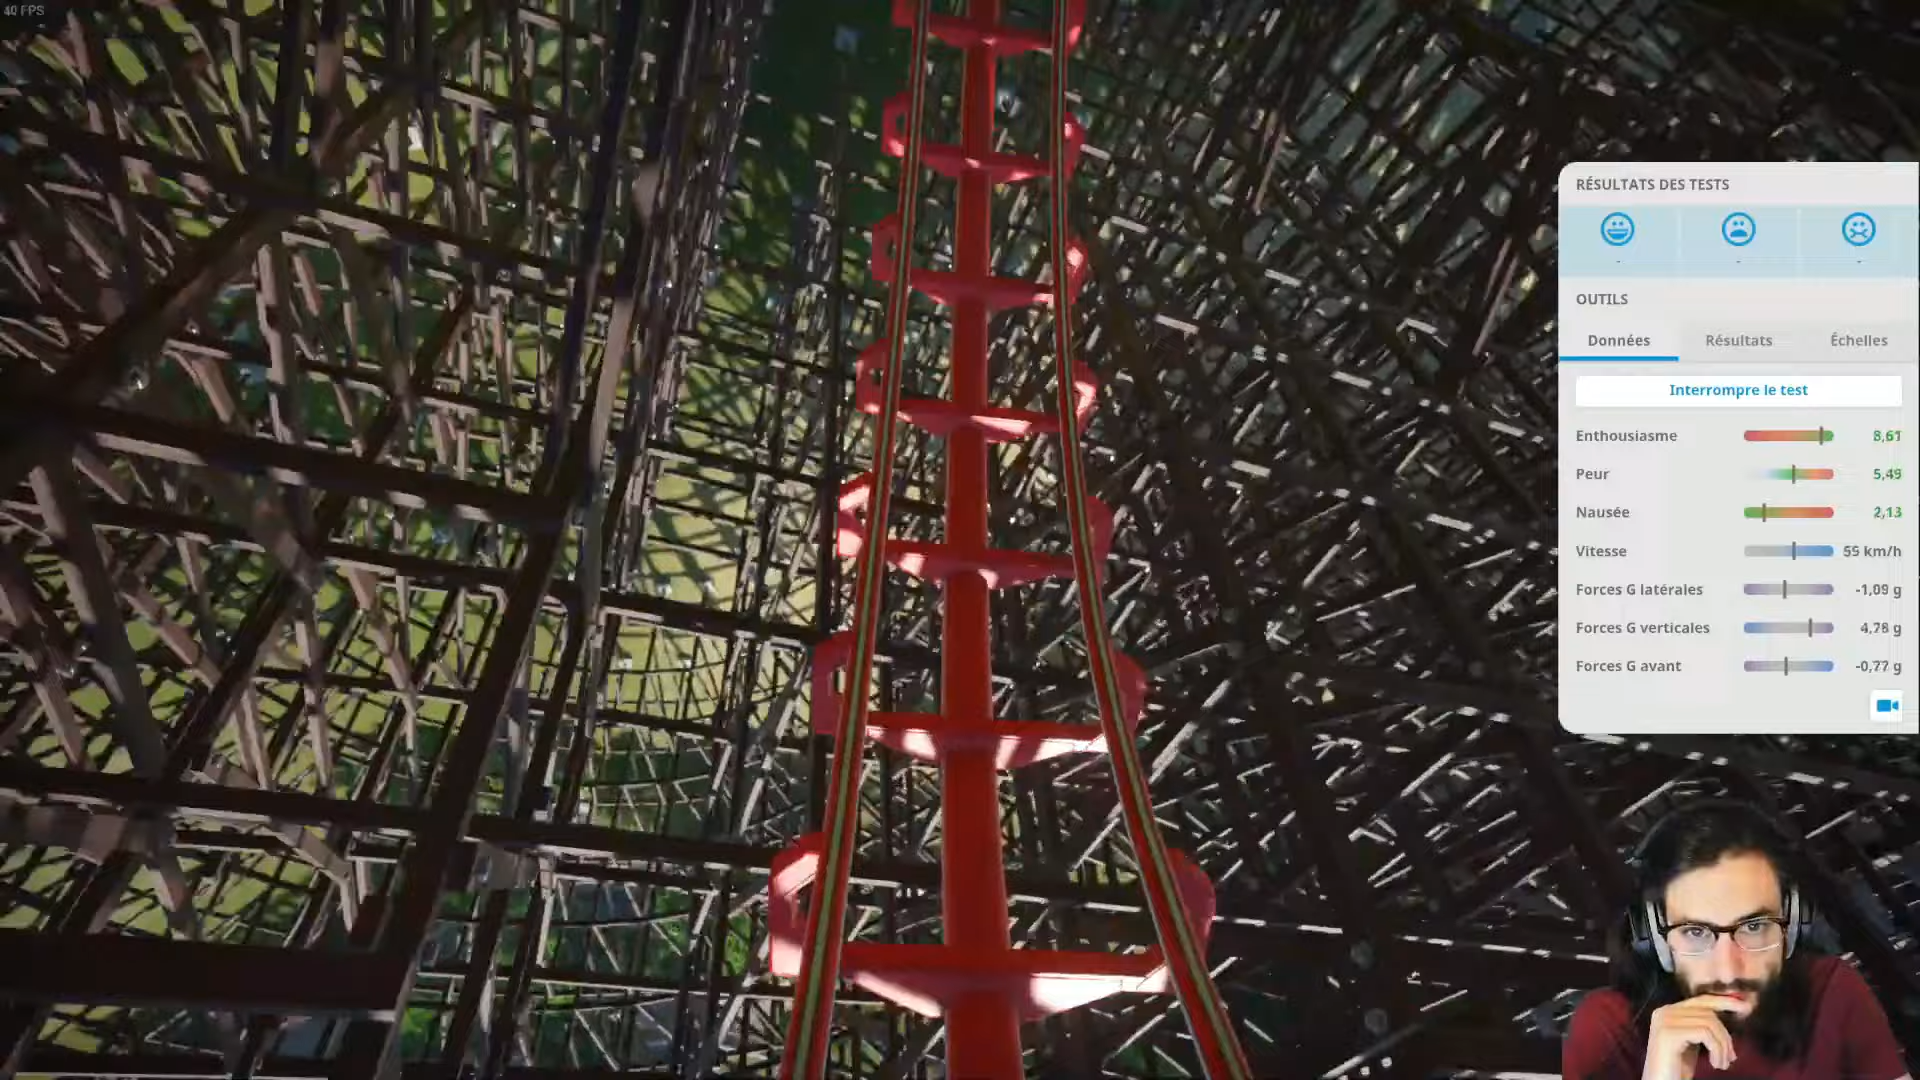 40 FPS
RÉSULTATS DES TESTS
- - -
OUTILS
Données Résultats Échelles
Interrompre le test
Enthousiasme 8,61
Peur 5,49
Nausée 2,13
Vitesse 55 km/h
Forces G latérales -1,09 g
Forces G verticales 4,78 g
Forces G avant -0,77 g